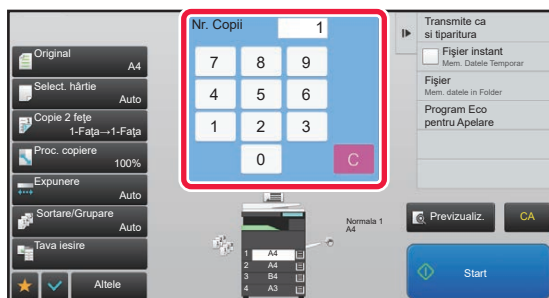 Original
A4
Select. hârtie
Auto
Copie 2 feţe
1-Faţa→1-Faţa
Proc. copiere
100%
Expunere
Auto
Sortare/Grupare
Auto
Tava iesire
Altele
Nr. Copii
1
7 8 9
4 5 6
1 2 3
0 C
Normala 1
A4
1 A4
2 A4
3 B4
4 A3
Transmite ca
si tiparitura
Fişier instant
Mem. Datele Temporar
Fişier
Mem. datele in Folder
Program Eco
pentru Apelare
Previzualiz.
CA
Start